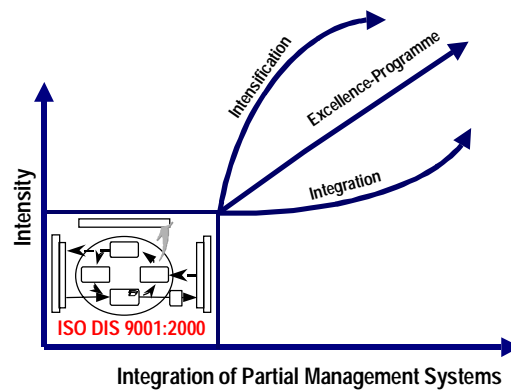 Intensification
Excellence-Programme
Integration
Intensity
ISO DIS 9001:2000
Integration of Partial Management Systems